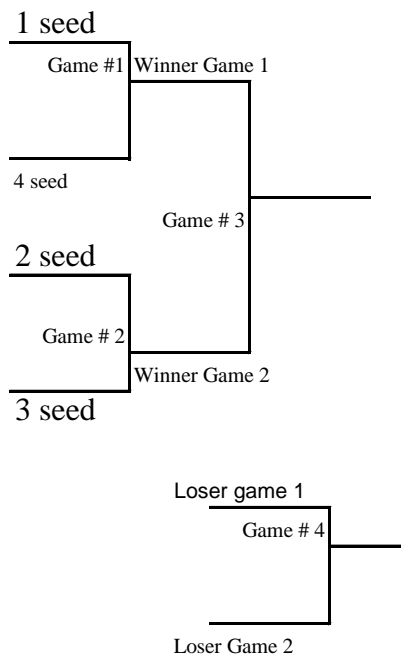 1 seed
Game #1 Winner Game 1
4 seed
Game # 3
2 seed
Game # 2
Winner Game 2
3 seed
Loser game 1
Game # 4
Loser Game 2